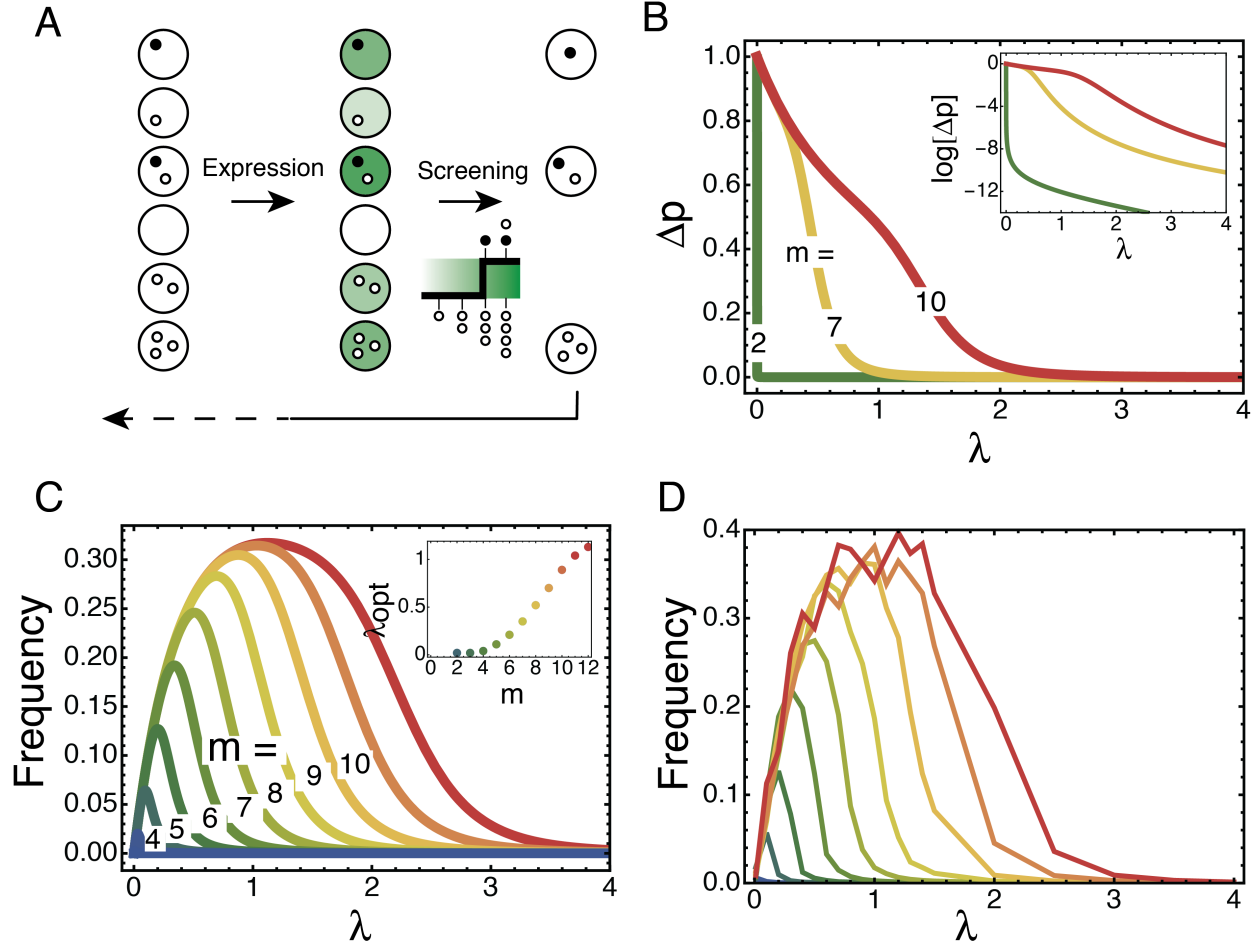 A
Expression
Screening
B
Δp
1.0
0.8
0.6
0.4
0.2
0.0
m =
2
7
10
0 1 2 3 4
λ
log[Δp]
0
−4
−8
−12
0 1 2 3 4
λ
C
Frequency
0.30
0.25
0.20
0.15
0.10
0.05
0.00
m =
4 5 6 7 8 9 10
0 1 2 3 4
λ
λopt
1
0.5
0
0 2 4 6 8 10 12
m
D
Frequency
0.4
0.3
0.2
0.1
0.0
0 1 2 3 4
λ